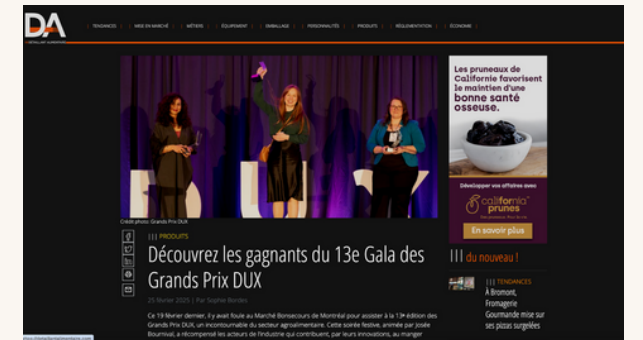 DA
TENDANCES
MISE EN MARCHÉ
MÉTIERS
ÉQUIPEMENT
EMBALLAGE
PERSONNALITÉS
PRODUITS
RÉGLEMENTATION
ÉCONOMIE
DUX
Crédit photo: Grands Prix DUX
||| PRODUITS
Découvrez les gagnants du 13e Gala des
Grands Prix DUX
25 février 2025 | Par Sophie Bordes
Ce 19 février dernier, il y avait foule au Marché Bonsecours de Montréal pour assister à la 13e édition des
Grands Prix DUX, un incontournable du secteur agroalimentaire. Cette soirée festive, animée par Josée
Bournival, a récompensé les acteurs de l'industrie qui contribuent, par leurs innovations, au manger
Les pruneaux de
Californie favorisent
le maintien d'une
bonne santé
osseuse.
Développer vos affaires avec
california
prunes
En savoir plus
||| du nouveau !
||| TENDANCES
À Bromont,
Fromagerie
Gourmande mise sur
ses pizzas surgelées